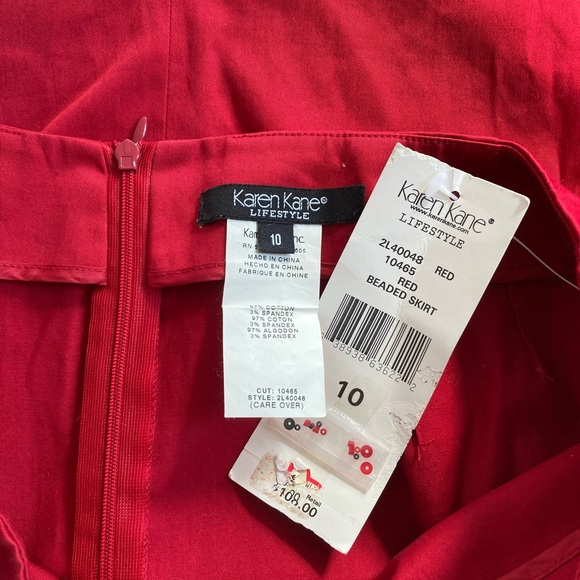 Karen Kane®
LIFESTYLE
10
MADE IN CHINA
HECHO EN CHINA
FABRIQUE EN CHINE
97% COTTON
3% SPANDEX
97% COTON
3% SPANDEX
97% ALGODON
3% SPANDEX
CUT: 10465
STYLE: 2L40048
(CARE OVER)
Karen Kane®
www.karenkane.com
LIFESTYLE
2L40048 RED
10465
RED
BEADED SKIRT
10
Retail
108.00